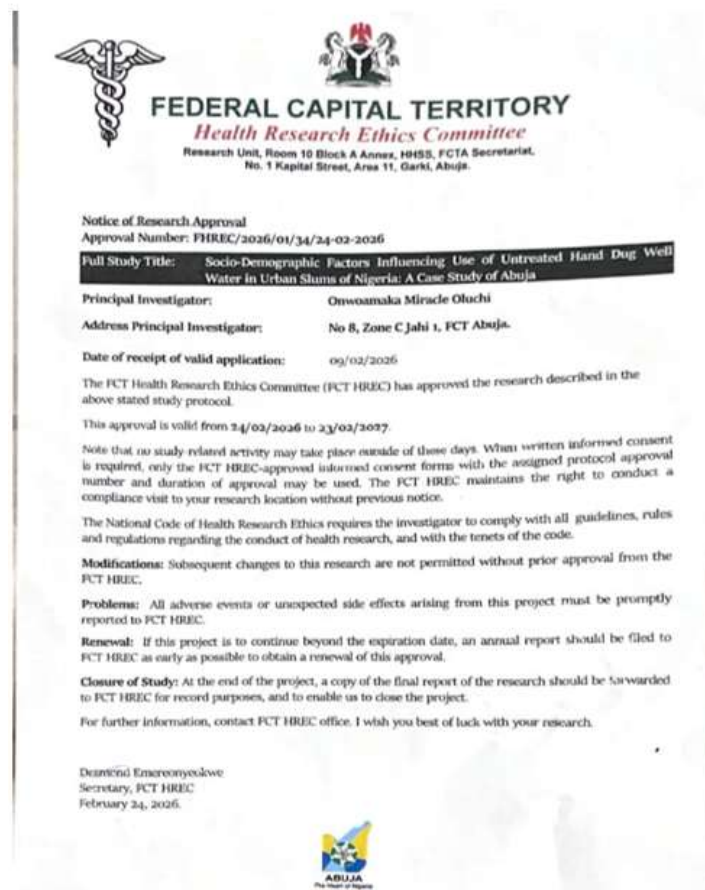 FEDERAL CAPITAL TERRITORY
Health Research Ethics Committee
Research Unit, Room 10 Block A Annex, HHSS, FCTA Secretariat,
No. 1 Kapital Street, Area 11, Garki, Abuja.
Notice of Research Approval
Approval Number: FHREC/2026/01/34/24-02-2026
Full Study Title: Socio-Demographic Factors Influencing Use of Untreated Hand Dug Well
Water in Urban Slums of Nigeria: A Case Study of Abuja
Principal Investigator: Onwoamaka Miracle Oluchi
Address Principal Investigator: No 8, Zone C Jahi 1, FCT Abuja.
Date of receipt of valid application: 09/02/2026
The FCT Health Research Ethics Committee (FCT HREC) has approved the research described in the
above stated study protocol.
This approval is valid from 24/02/2026 to 23/02/2027.
Note that no study related activity may take place outside of these days. When written informed consent
is required, only the FCT HREC-approved informed consent forms with the assigned protocol approval
number and duration of approval may be used. The FCT HREC maintains the right to conduct a
compliance visit to your research location without previous notice.
The National Code of Health Research Ethics requires the investigator to comply with all guidelines, rules
and regulations regarding the conduct of health research, and with the tenets of the code.
Modifications: Subsequent changes to this research are not permitted without prior approval from the
FCT HREC.
Problems: All adverse events or unexpected side effects arising from this project must be promptly
reported to FCT HREC.
Renewal: If this project is to continue beyond the expiration date, an annual report should be filed to
FCT HREC as early as possible to obtain a renewal of this approval.
Closure of Study: At the end of the project, a copy of the final report of the research should be forwarded
to FCT HREC for record purposes, and to enable us to close the project.
For further information, contact FCT HREC office. I wish you best of luck with your research.
Desmond Emereonyeokwe
Secretary, FCT HREC
February 24, 2026.
ABUJA
The Heart of Nigeria